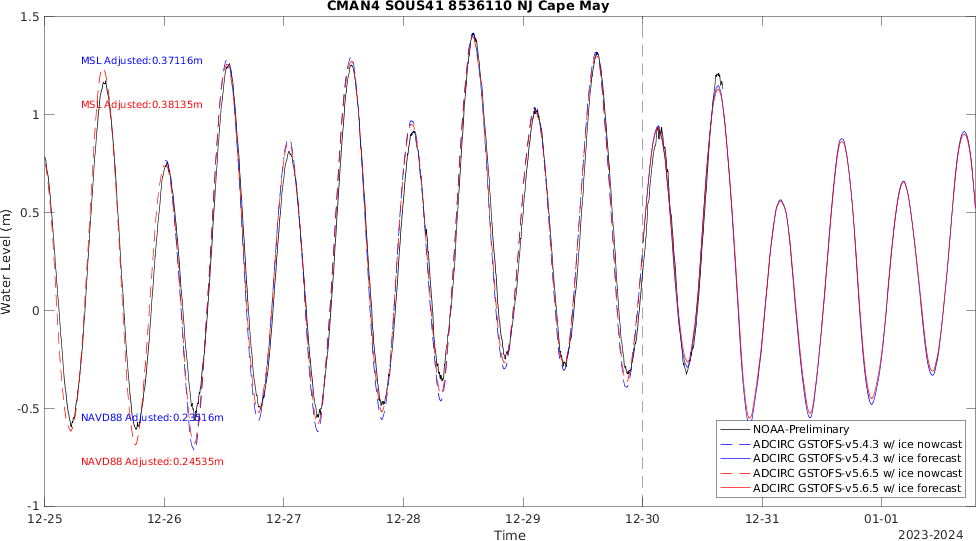 CMAN4 SOUS41 8536110 NJ Cape May
1.5
1
0.5
0
-0.5
-1
Water Level (m)
MSL Adjusted:0.37116m
MSL Adjusted:0.38135m
NAVD88 Adjusted:0.23516m
NAVD88 Adjusted:0.24535m
NOAA-Preliminary
ADCIRC GSTOFS-v5.4.3 w/ ice nowcast
ADCIRC GSTOFS-v5.4.3 w/ ice forecast
ADCIRC GSTOFS-v5.6.5 w/ ice nowcast
ADCIRC GSTOFS-v5.6.5 w/ ice forecast
12-25 12-26 12-27 12-28 12-29 12-30 12-31 01-01
Time
2023-2024